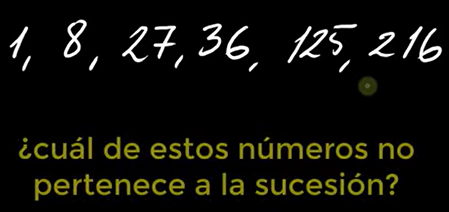 1, 8, 27, 36, 125, 216
¿cuál de estos números no
pertenece a la sucesión?